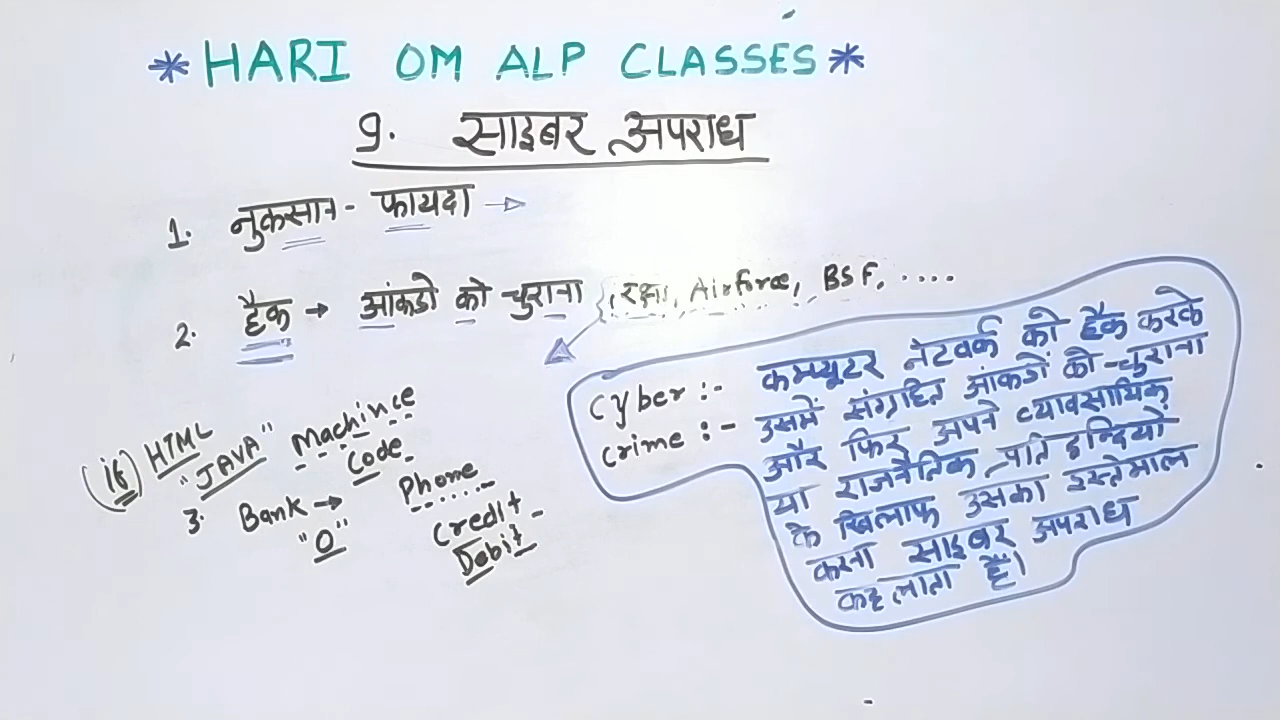 * HARI OM ALP CLASSES *
9. साइबर अपराध
1. नुकसान - फायदा →
2. हैक → आंकडो को चुराना { रक्षा, Airforce, BSF, ....
(16) HTML
"JAVA"
Machince
Code.
3. Bank →
"0"
Phone
Credit -
Debit
Cyber :-
Crime :-
कम्प्यूटर नेटवर्क को हैक करके
उसमें संग्रहित आंकडों को चुराना
और फिर अपने व्यावसायिक
या राजनैतिक प्रति द्वन्दियों
के खिलाफ उसका इस्तेमाल
करना साइबर अपराध
कहलाता है।